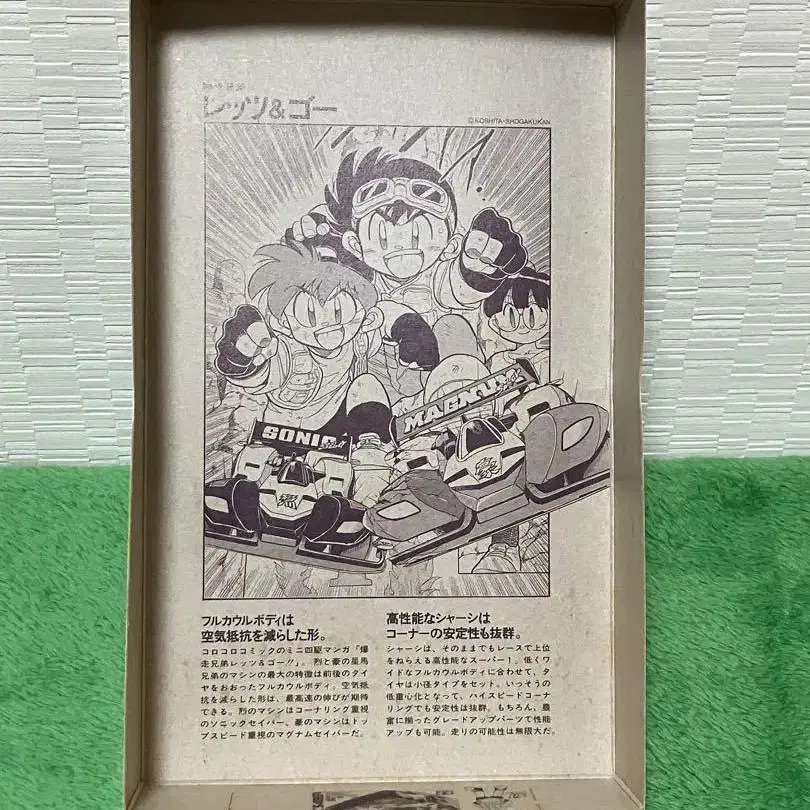 レッツ&ゴー
©KOSHITA・SHOGAKUKAN
SONIC
MAGNUM
フルカウルボディは
空気抵抗を減らした形。
コロコロコミックのミニ四駆マンガ「爆
走兄弟レッツ&ゴー!!」。烈と豪の星馬
兄弟のマシンの最大の特徴は前後のタイ
ヤをおおったフルカウルボディ。空気抵
抗を減らした形は、最高速の伸びが期待
できる。烈のマシンはコーナリング重視
のソニックセイバー、豪のマシンはトッ
プスピード重視のマグナムセイバーだ。
高性能なシャーシは
コーナーの安定性も抜群。
シャーシは、そのままでもレースで上位
をねらえる高性能なスーパー1。低くワ
イドなフルカウルボディに合わせて、タ
イヤは小径タイプをセット。いっそうの
低重心化となって、ハイスピードコーナ
リングでも安定性は抜群。もちろん、豊
富に揃ったグレードアップパーツで性能
アップも可能。走りの可能性は無限大だ。